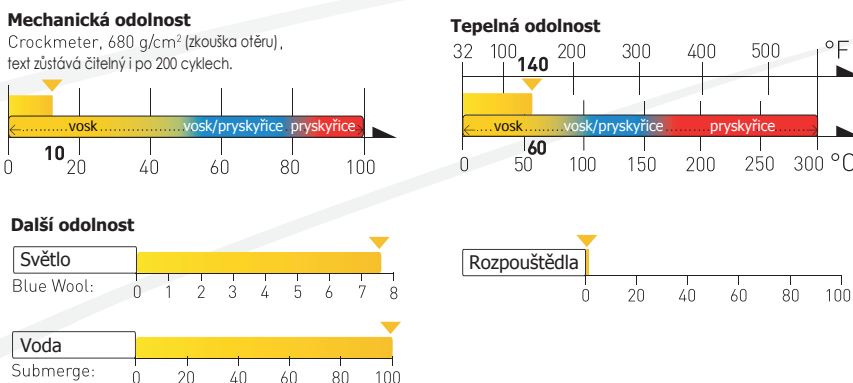 Mechanická odolnost
Crockmeter, 680 g/cm² (zkouška otěru),
text zůstává čitelný i po 200 cyklech.
vosk vosk/pryskyřice pryskyřice
10
0 20 40 60 80 100
Tepelná odolnost
32 100 200 300 400 500 °F
140
vosk vosk/pryskyřice pryskyřice
60
0 50 100 150 200 250 300 °C
Další odolnost
Světlo
Blue Wool: 0 1 2 3 4 5 6 7 8
Rozpouštědla
0 20 40 60 80 100
Voda
Submerge: 0 20 40 60 80 100